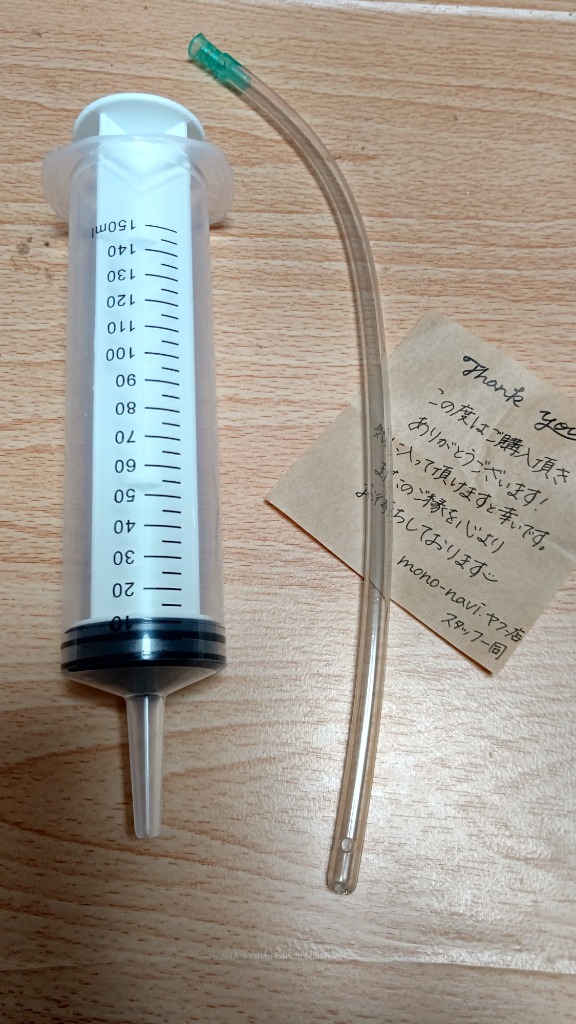 150ml
140
130
120
110
100
90
80
70
60
50
40
30
20
10
Thank you
この度はご購入頂き
ありがとうございます!
気に入って頂けますと幸いです。
またのご縁を心より
お待ちしております
mono-navi.ヤフー店
スタッフ一同